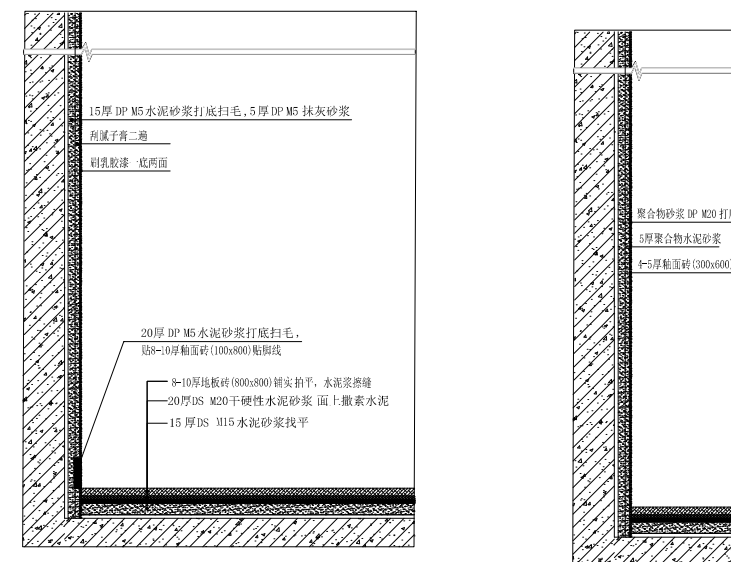 15厚 DP M5水泥砂浆打底扫毛,5厚DP M5 抹灰砂浆
刮腻子膏二遍
刷乳胶漆一底两面
20厚 DP M5水泥砂浆打底扫毛,
贴8-10厚釉面砖(100x800)贴脚线
8-10厚地板砖(800x800)铺实拍平, 水泥浆擦缝
20厚DS M20干硬性水泥砂浆 面上撒素水泥
15厚DS M15水泥砂浆找平
聚合物砂浆 DP M20 打
5厚聚合物水泥砂浆
4-5厚釉面砖(300x600)